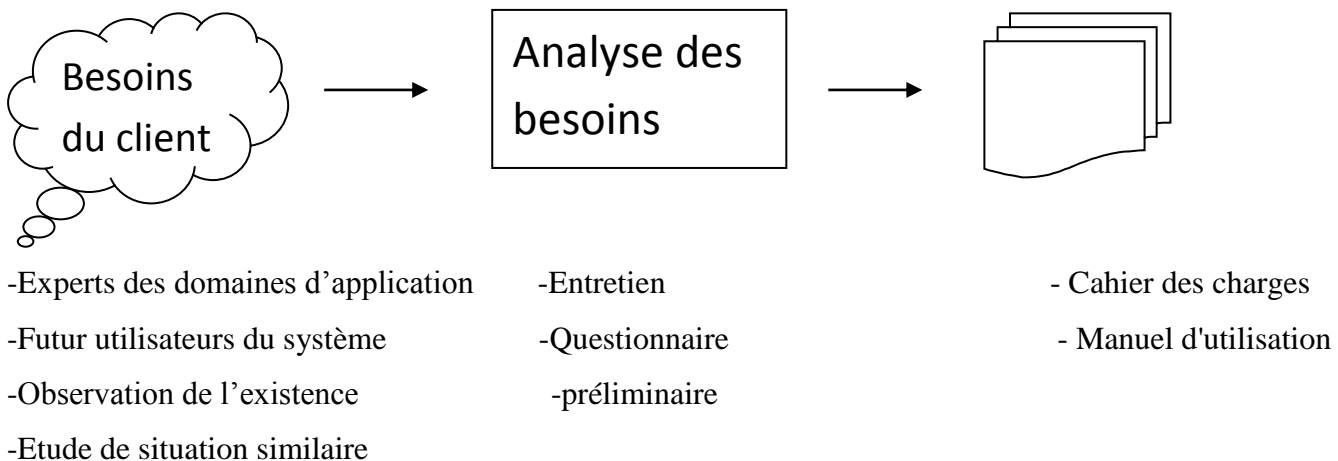 Besoins
du client
Analyse des
besoins
-Experts des domaines d’application
-Futur utilisateurs du système
-Observation de l’existence
-Etude de situation similaire
-Entretien
-Questionnaire
-préliminaire
- Cahier des charges
- Manuel d'utilisation